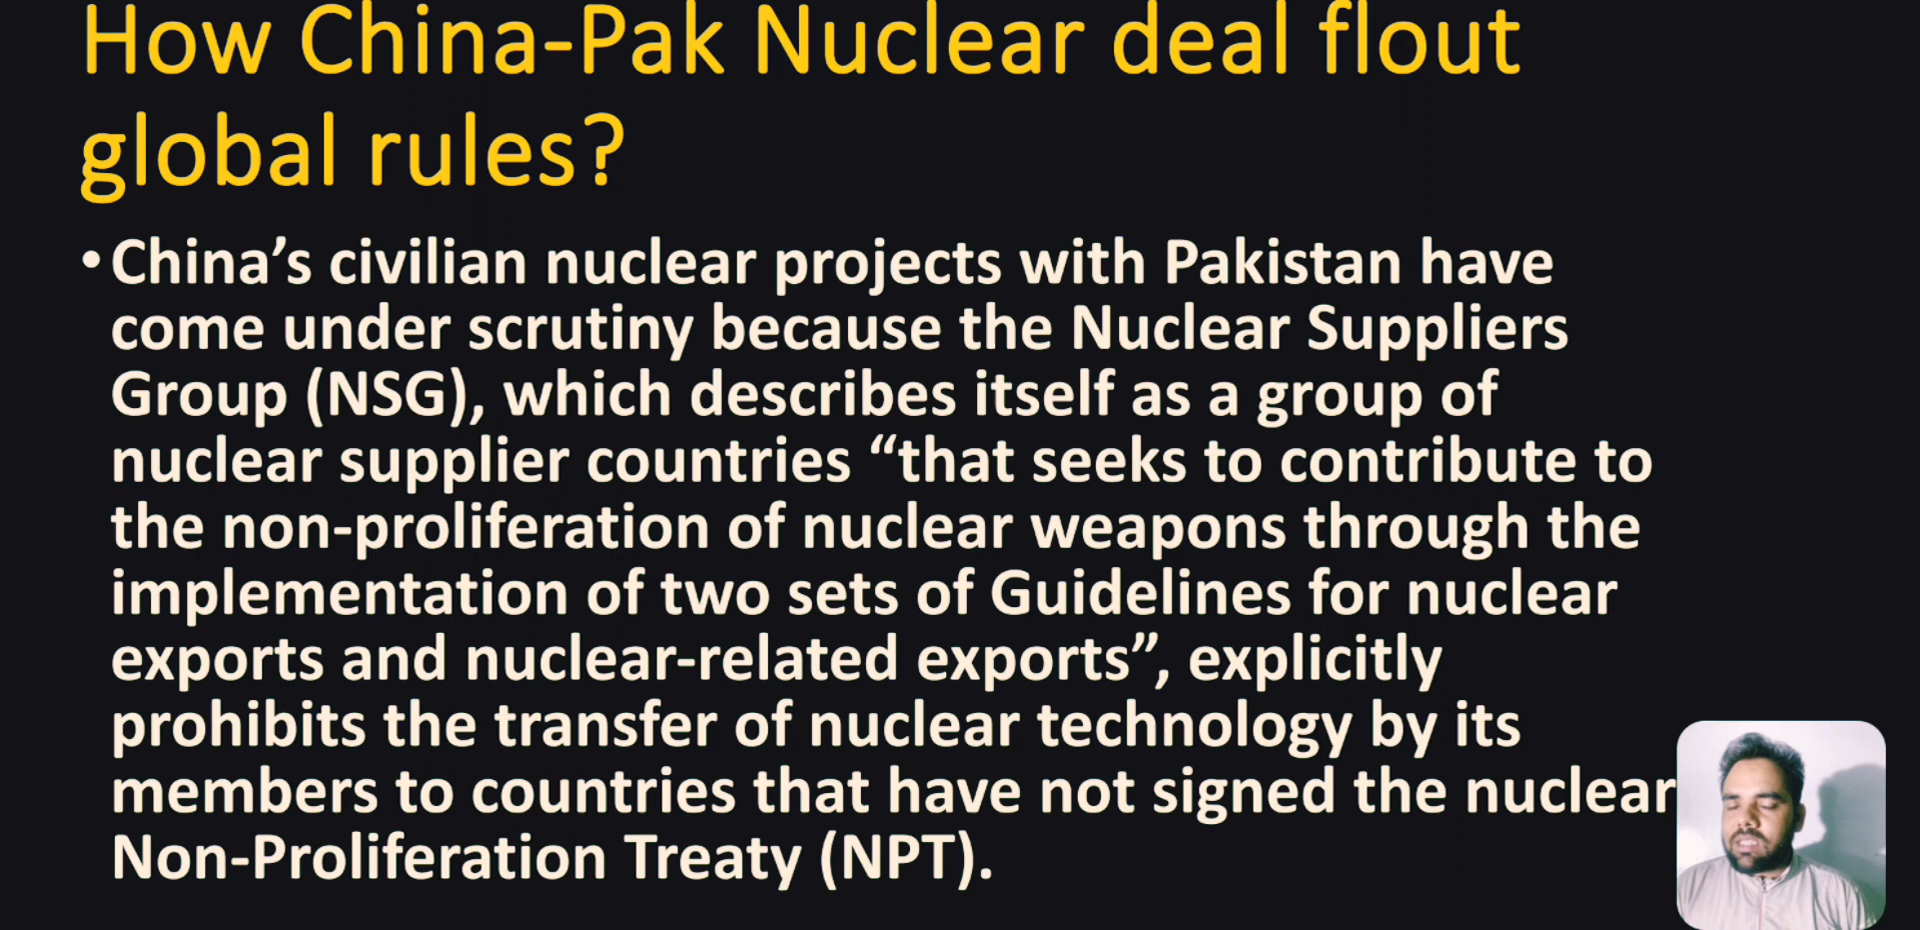 How China-Pak Nuclear deal flout
global rules?
• China’s civilian nuclear projects with Pakistan have
come under scrutiny because the Nuclear Suppliers
Group (NSG), which describes itself as a group of
nuclear supplier countries “that seeks to contribute to
the non-proliferation of nuclear weapons through the
implementation of two sets of Guidelines for nuclear
exports and nuclear-related exports”, explicitly
prohibits the transfer of nuclear technology by its
members to countries that have not signed the nuclear
Non-Proliferation Treaty (NPT).